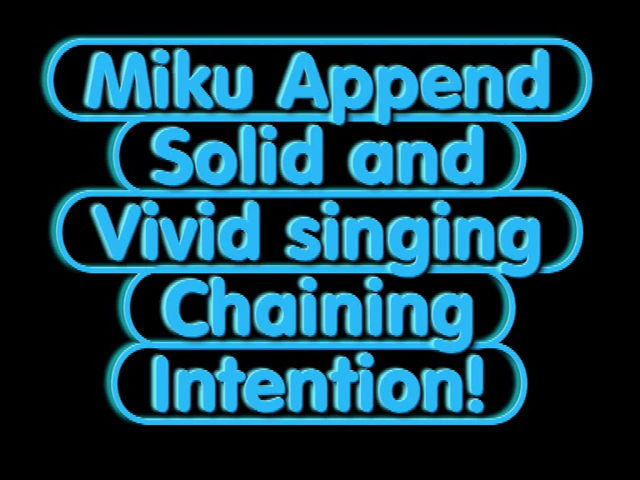 Miku Append
Solid and
Vivid singing
Chaining
Intention!